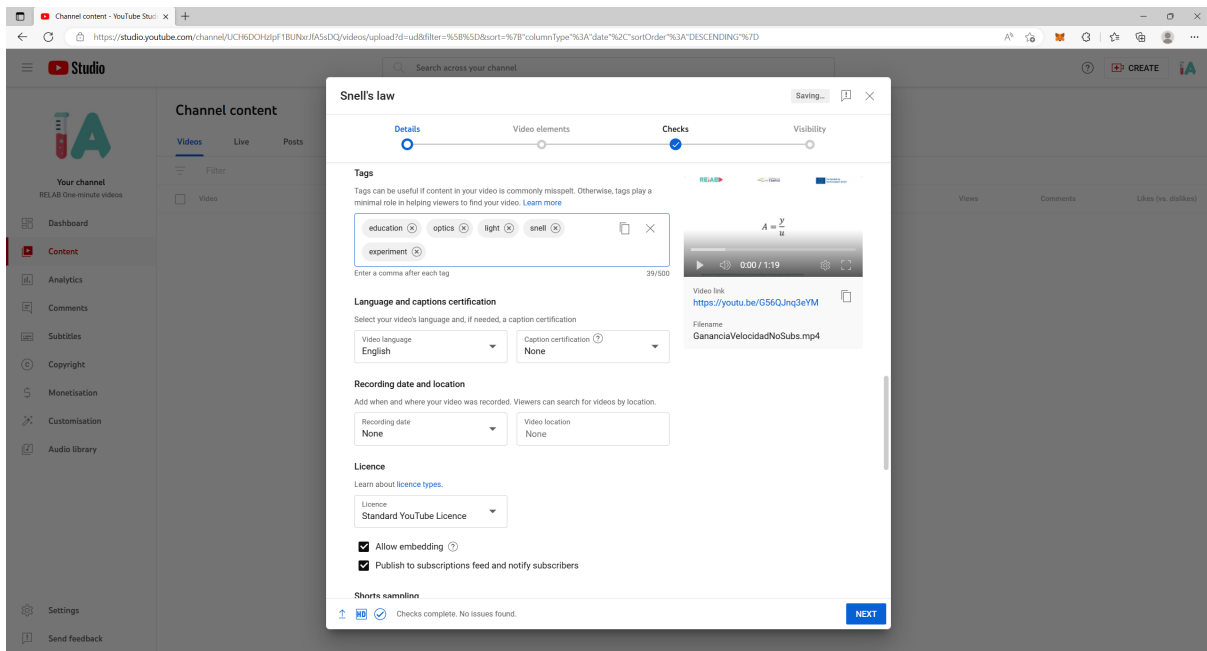 Channel content - YouTube Stud
https://studio.youtube.com/channel/UCH6DOHzIpF1BUNxrJfA5sDQ/videos/upload?d=ud&filter=%5B%5D&sort=%7B"columnType"%3A"date"%2C"sortOrder"%3A"DESCENDING"%7D
Studio
Search across your channel
CREATE
iA
iA
Your channel
RELAB One-minute videos
Dashboard
Content
Analytics
Comments
Subtitles
Copyright
Monetisation
Customisation
Audio library
Settings
Send feedback
Channel content
Videos Live Posts
Filter
Video Views Comments Likes (vs. dislikes)
Snell's law
Saving...
Details Video elements Checks Visibility
Tags
Tags can be useful if content in your video is commonly misspelt. Otherwise, tags play a
minimal role in helping viewers to find your video. Learn more
education optics light snell
experiment
Enter a comma after each tag 39/500
Language and captions certification
Select your video's language and, if needed, a caption certification
Video language
English
Caption certification
None
Recording date and location
Add when and where your video was recorded. Viewers can search for videos by location.
Recording date
None
Video location
None
Licence
Learn about licence types.
Licence
Standard YouTube Licence
Allow embedding
Publish to subscriptions feed and notify subscribers
Shorts sampling
RELAB
A = y/u
0:00 / 1:19
Video link
https://youtu.be/G56QJnq3eYM
Filename
GananciaVelocidadNoSubs.mp4
HD
Checks complete. No issues found.
NEXT